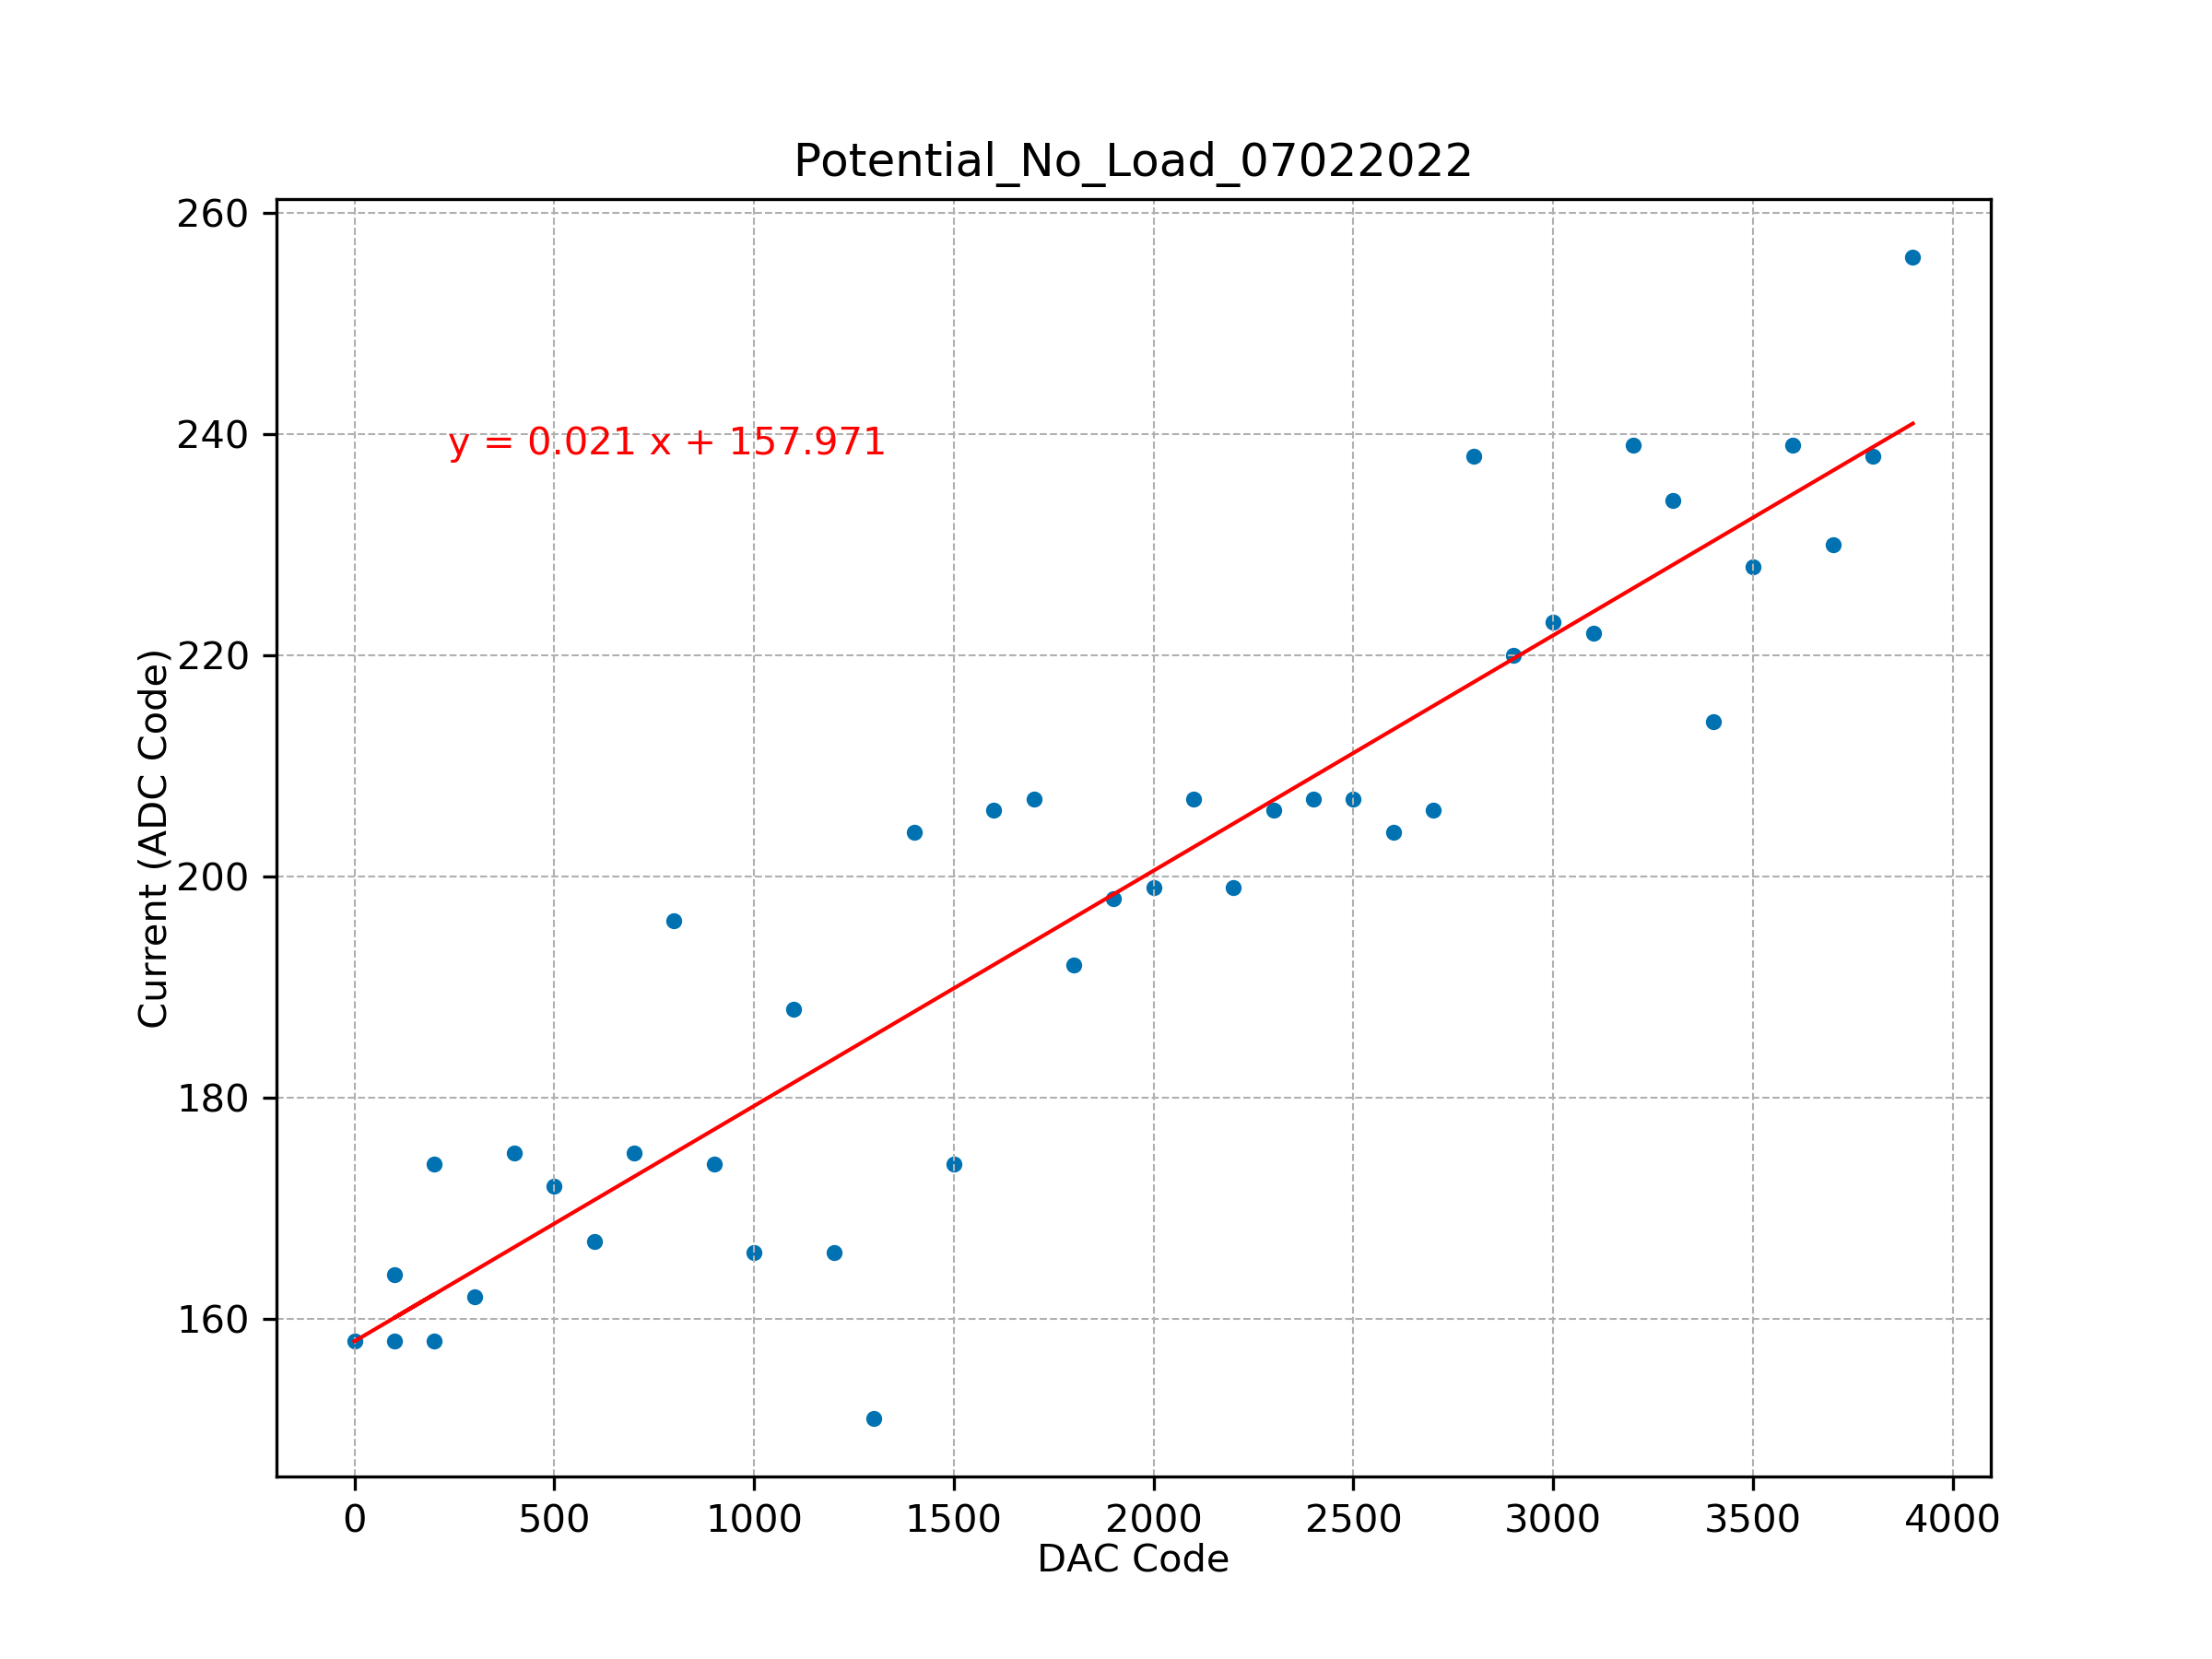 Potential_No_Load_07022022
260
240
220
200
180
160
y = 0.021 x + 157.971
Current (ADC Code)
0 500 1000 1500 2000 2500 3000 3500 4000
DAC Code